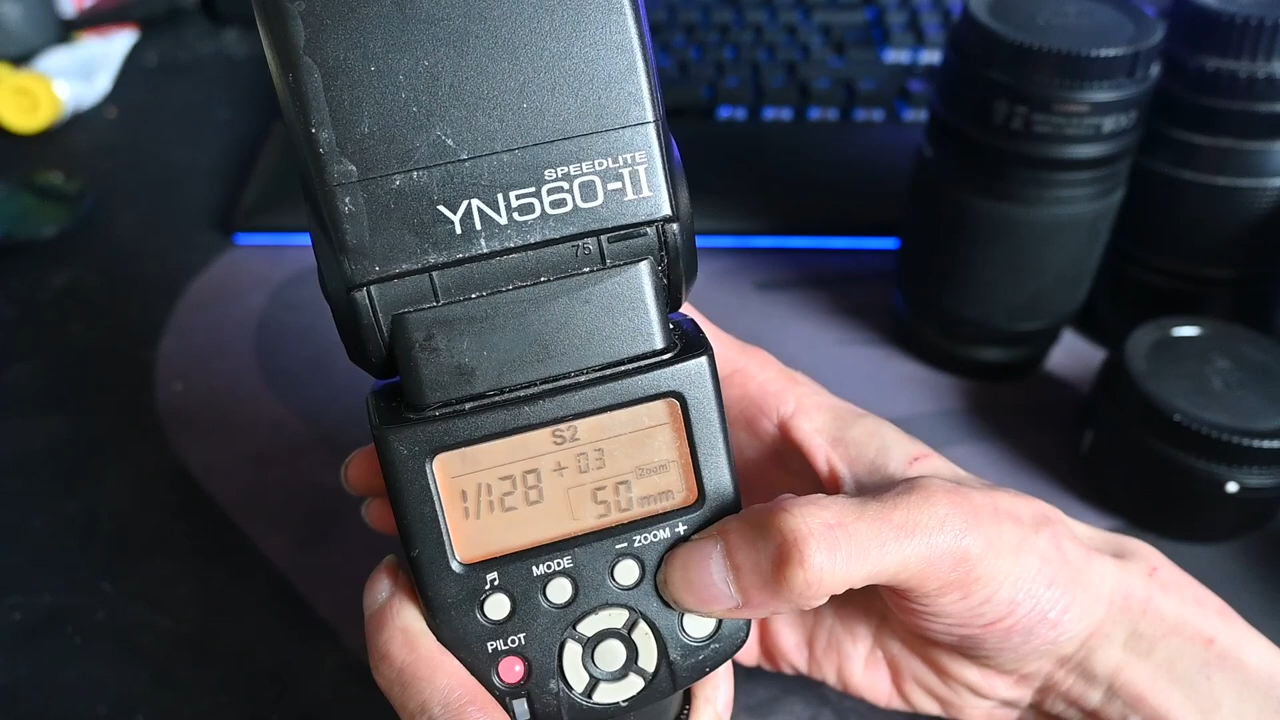 SPEEDLITE
YN560-II
75
S2
1/128 + 0.3
Zoom
50mm
− ZOOM +
MODE
PILOT